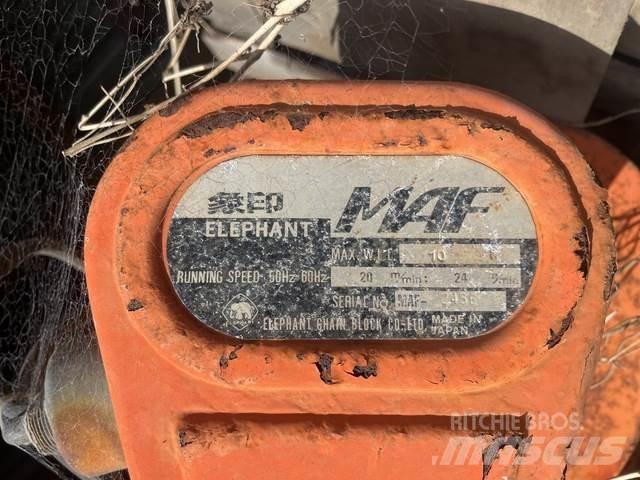 象印 MAF
ELEPHANT
MAX. W.L.L. 10
RUNNING SPEED 50Hz 60Hz 20 m/min: 24 m/min
SERIAL NO. MAF-
ELEPHANT CHAIN BLOCK CO-LTD. MADE IN JAPAN
RITCHIE BROS.
mascus